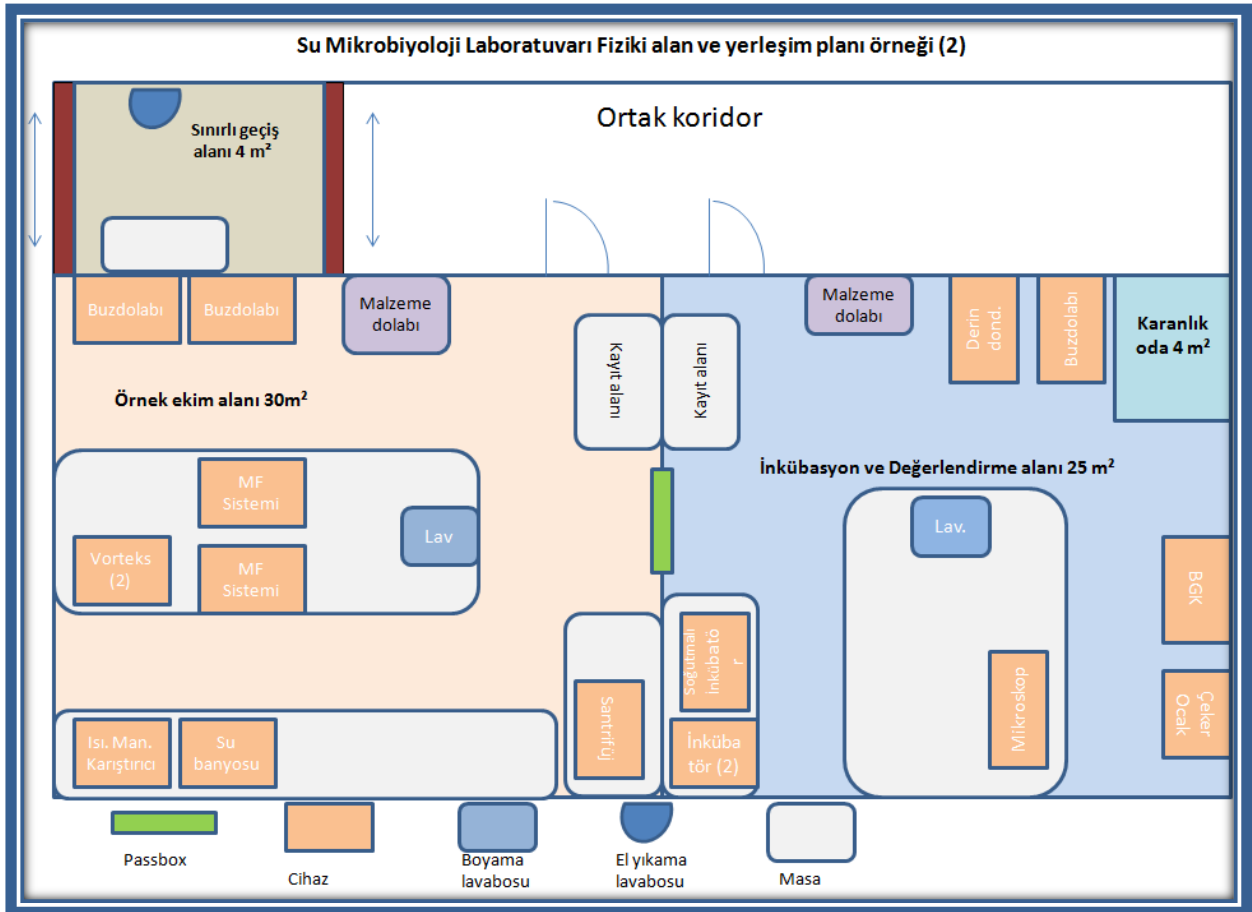 Su Mikrobiyoloji Laboratuvarı Fiziki alan ve yerleşim planı örneği (2)
Ortak koridor
Sınırlı geçiş
alanı 4 m²
Buzdolabı
Buzdolabı
Malzeme
dolabı
Kayıt alanı
Kayıt alanı
Malzeme
dolabı
Derin
dond.
Buzdolabı
Karanlık
oda 4 m²
Örnek ekim alanı 30m²
İnkübasyon ve Değerlendirme alanı 25 m²
MF
Sistemi
Lav
Vorteks
(2)
MF
Sistemi
Lav.
BGK
Soğutmalı
İnkübatö
r
Mikroskop
Çeker
Ocak
Santrifüj
Isı. Man.
Karıştırıcı
Su
banyosu
İnküba
tör (2)
Passbox
Cihaz
Boyama
lavabosu
El yıkama
lavabosu
Masa